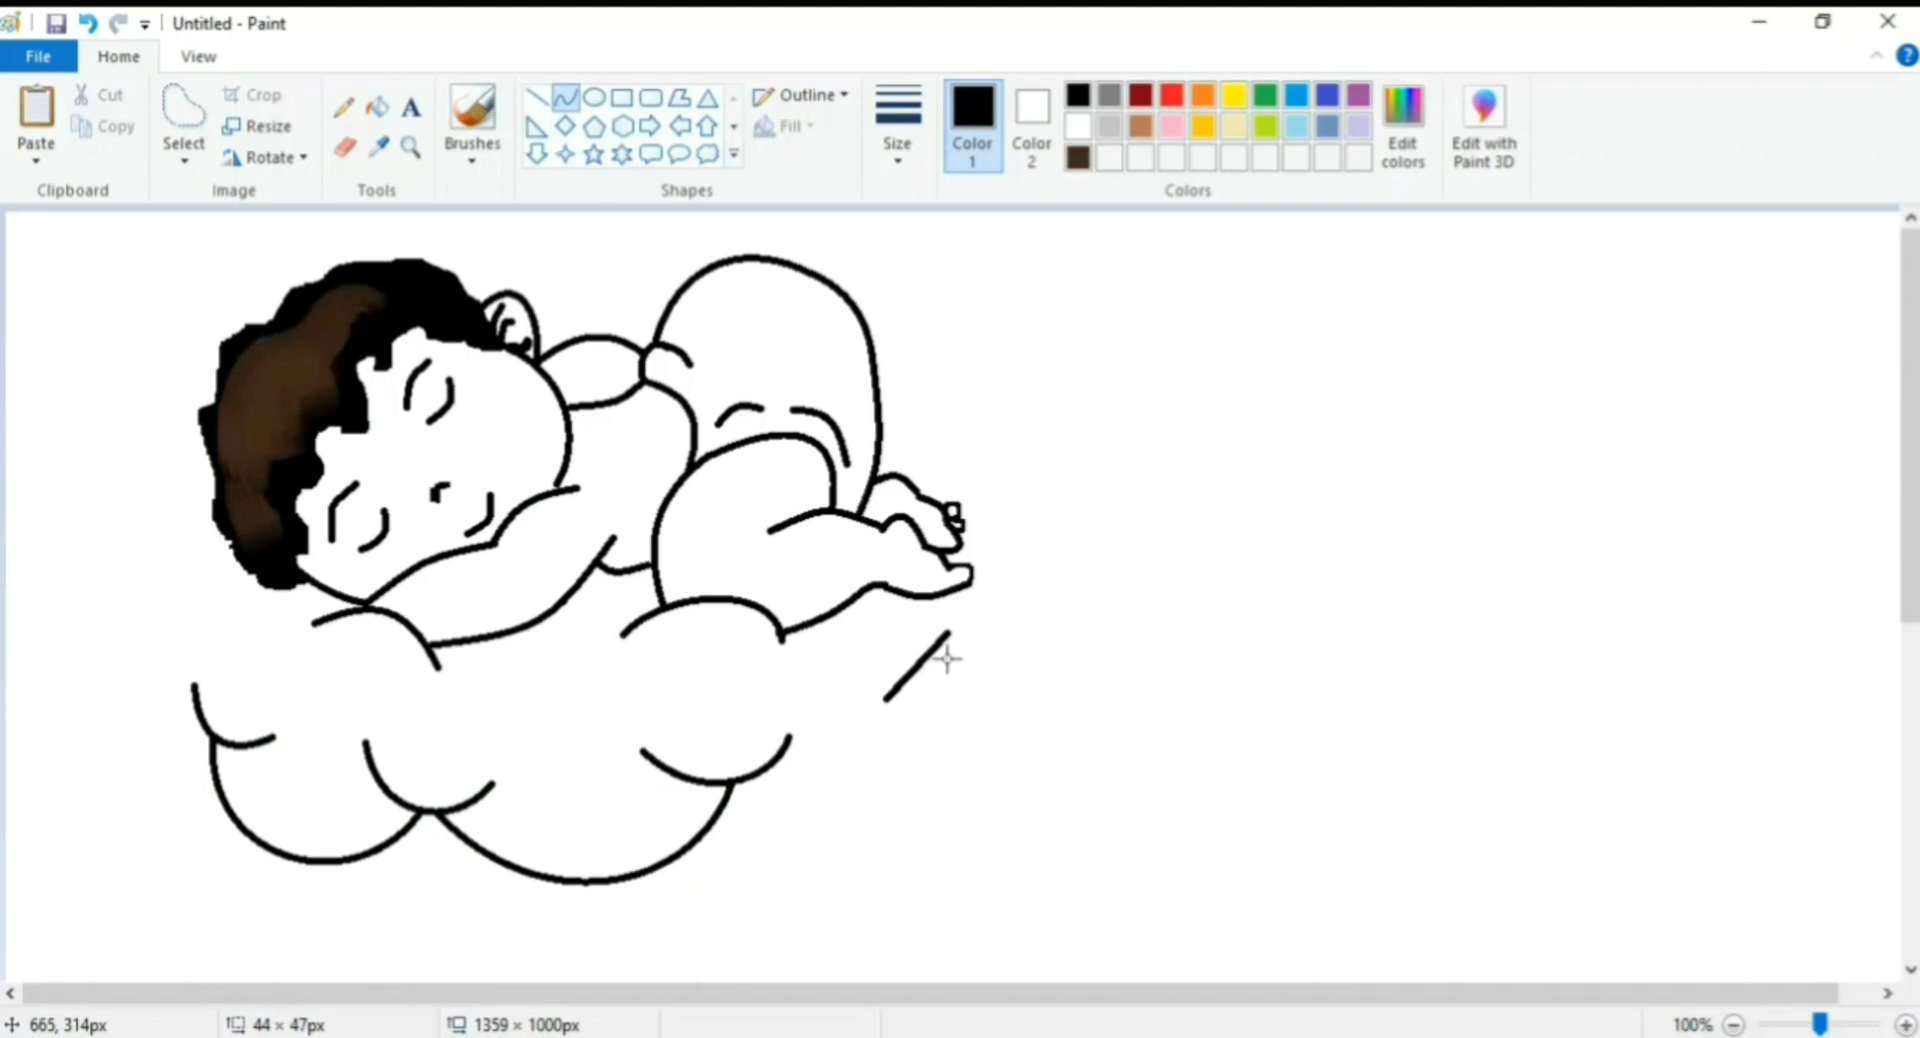 Untitled - Paint
File Home View
Paste
Cut
Copy
Clipboard
Select
Crop
Resize
Rotate
Image
A
Tools
Brushes
Shapes
Outline
Fill
Size
Color
1
Color
2
Colors
Edit
colors
Edit with
Paint 3D
665, 314px
44 × 47px
1359 × 1000px
100%